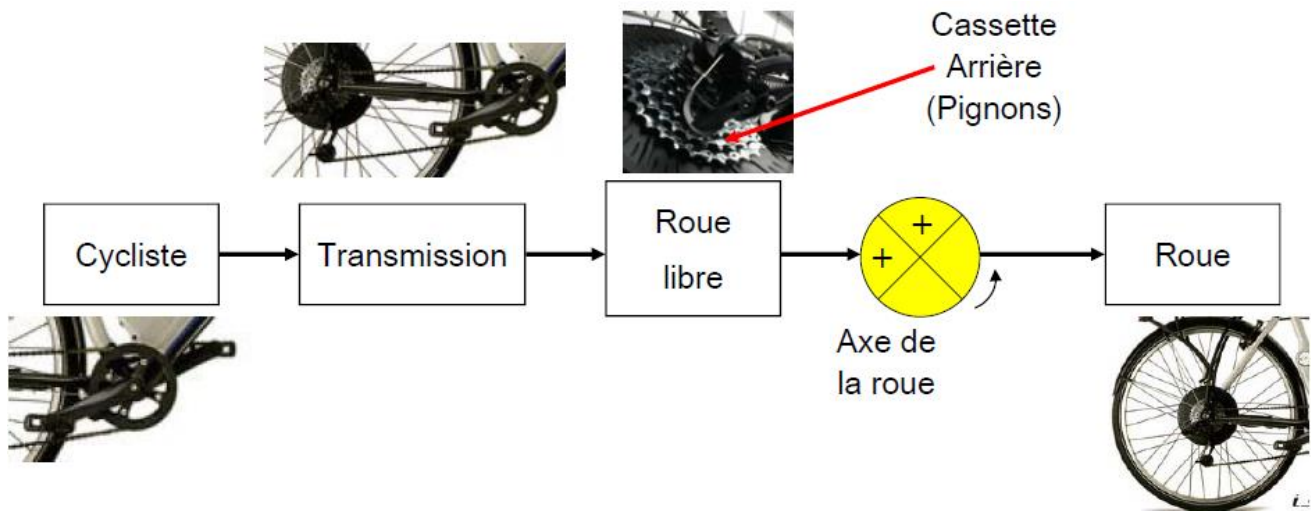 Cassette
Arrière
(Pignons)
Cycliste
Transmission
Roue
libre
+
+
Axe de
la roue
Roue